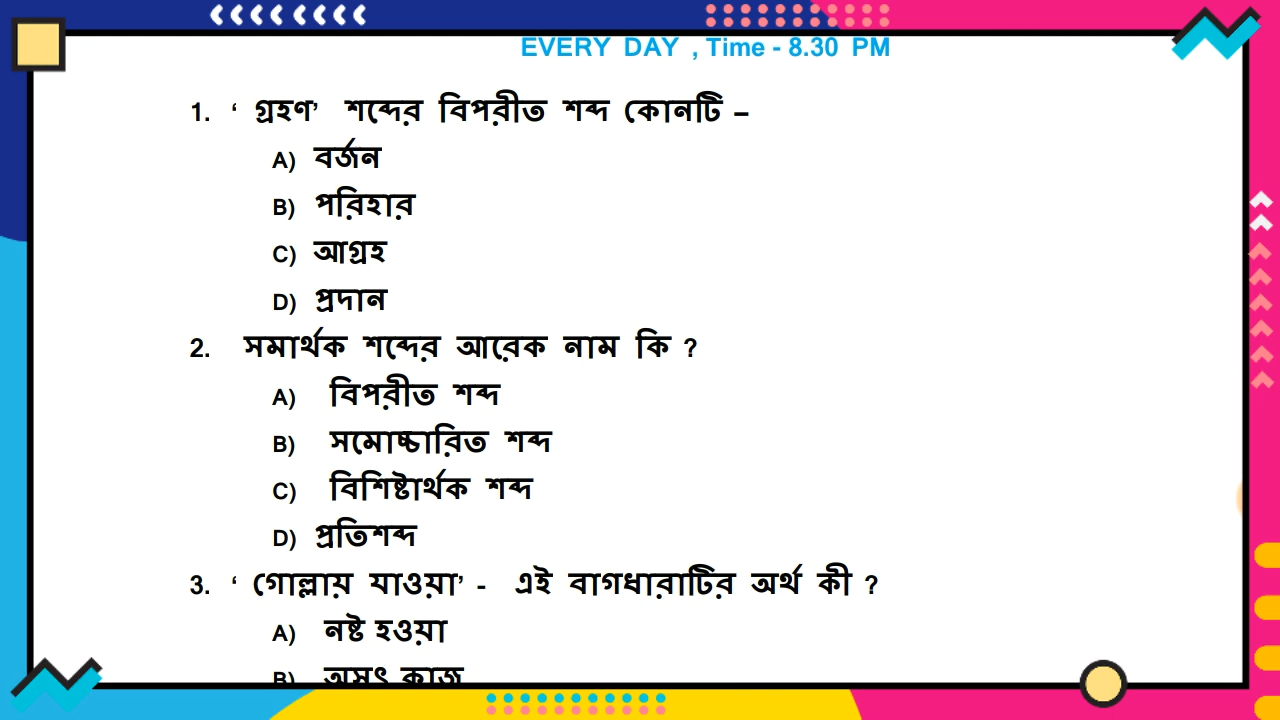 EVERY DAY , Time - 8.30 PM
1. ‘ গ্রহণ’ শব্দের বিপরীত শব্দ কোনটি –
A) বর্জন
B) পরিহার
C) আগ্রহ
D) প্রদান
2. সমার্থক শব্দের আরেক নাম কি ?
A) বিপরীত শব্দ
B) সমোচ্চারিত শব্দ
C) বিশিষ্টার্থক শব্দ
D) প্রতিশব্দ
3. ‘ গোল্লায় যাওয়া’ - এই বাগধারাটির অর্থ কী ?
A) নষ্ট হওয়া
B) অসৎ কাজ